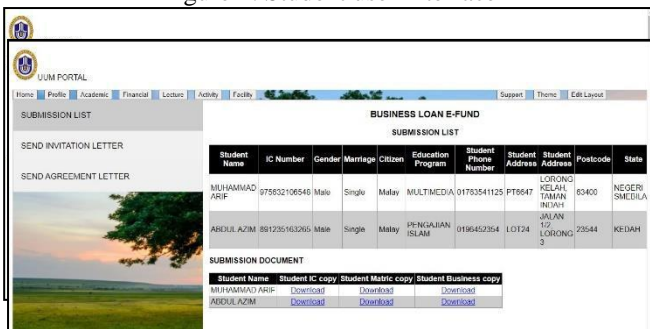 UUM PORTAL
Home Profile Academic Financial Lecture Activity Facility Support Theme Edit Layout
SUBMISSION LIST
SEND INVITATION LETTER
SEND AGREEMENT LETTER
BUSINESS LOAN E-FUND
SUBMISSION LIST
Student Name IC Number Gender Marriage Citizen Education Program Student Phone Number Student Address Student Address Postcode State
MUHAMMAD ARIF 975632106548 Male Single Malay MULTIMEDIA 01763541125 PT6647 LORONG KELAH, TAMAN INDAH 63400 NEGERI SMEBILA
ABDUL AZIM 891235163265 Male Single Malay PENGAJIAN ISLAM 0196452354 LOT24 JALAN 1/2 LORONG 3 23544 KEDAH
SUBMISSION DOCUMENT
Student Name Student IC copy Student Matric copy Student Business copy
MUHAMMAD ARIF Download Download Download
ABDUL AZIM Download Download Download